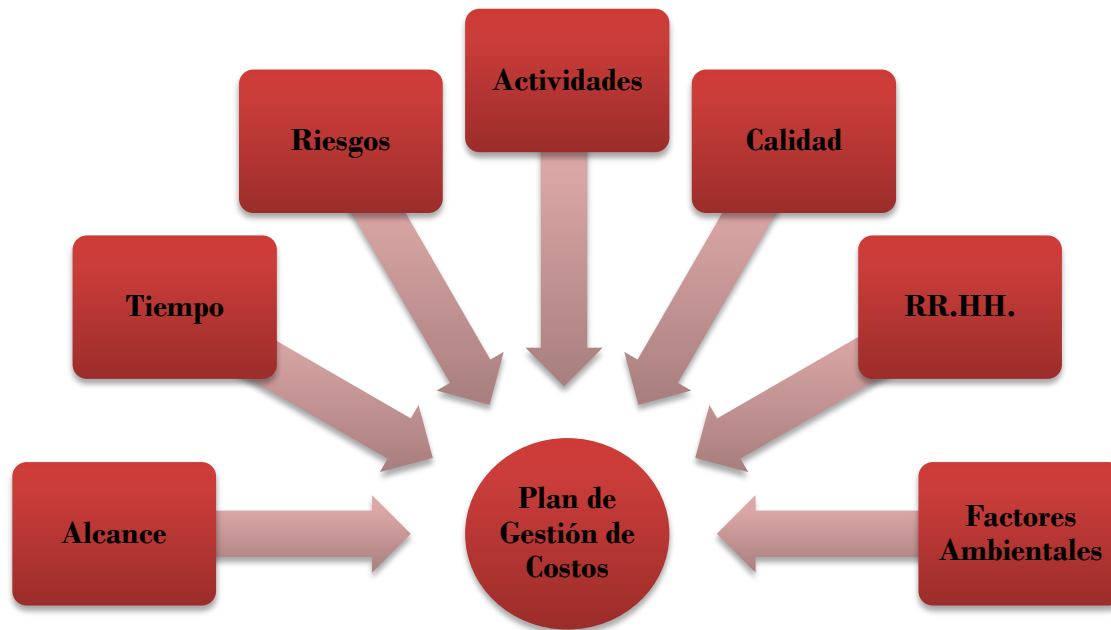 Actividades
Riesgos
Calidad
Tiempo
RR.HH.
Alcance
Plan de
Gestión de
Costos
Factores
Ambientales